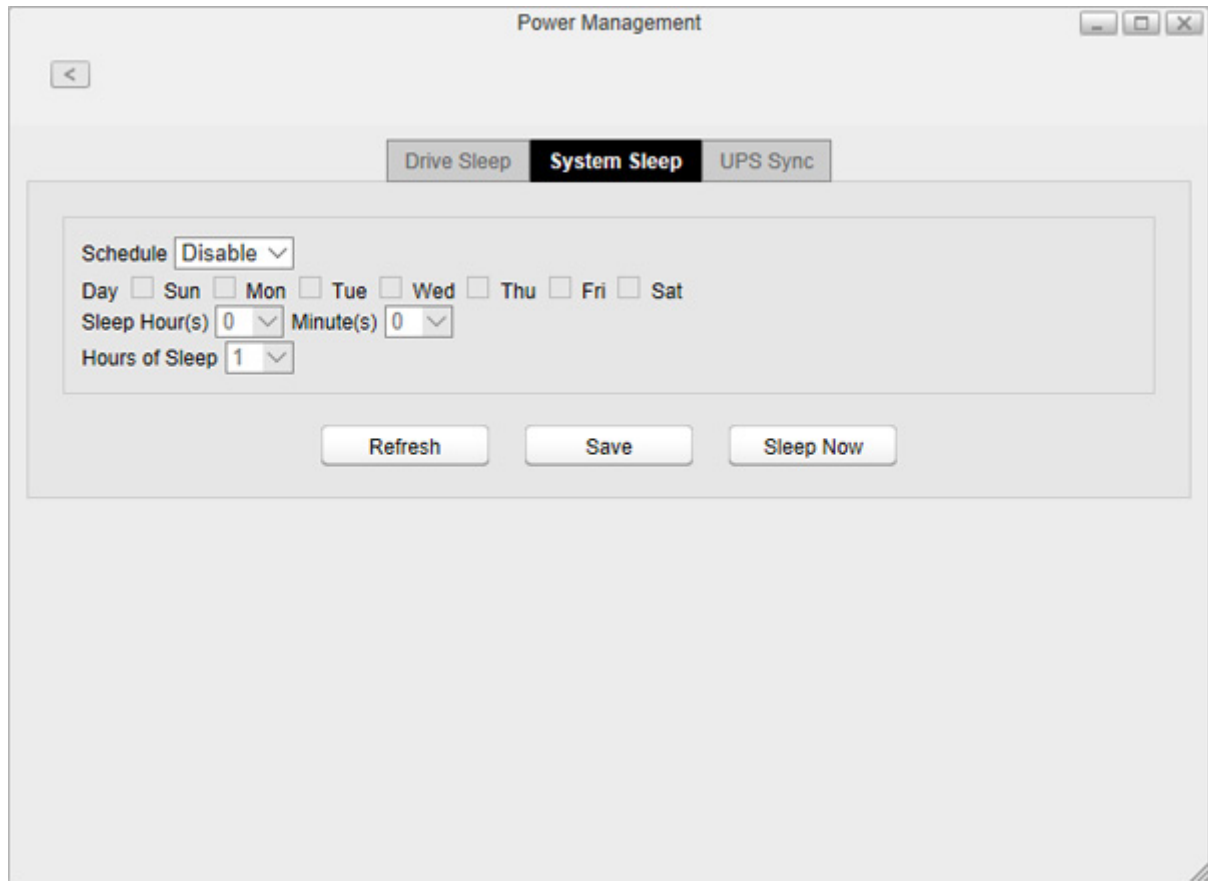 Power Management
<
Drive Sleep System Sleep UPS Sync
Schedule Disable
Day Sun Mon Tue Wed Thu Fri Sat
Sleep Hour(s) 0 Minute(s) 0
Hours of Sleep 1
Refresh Save Sleep Now